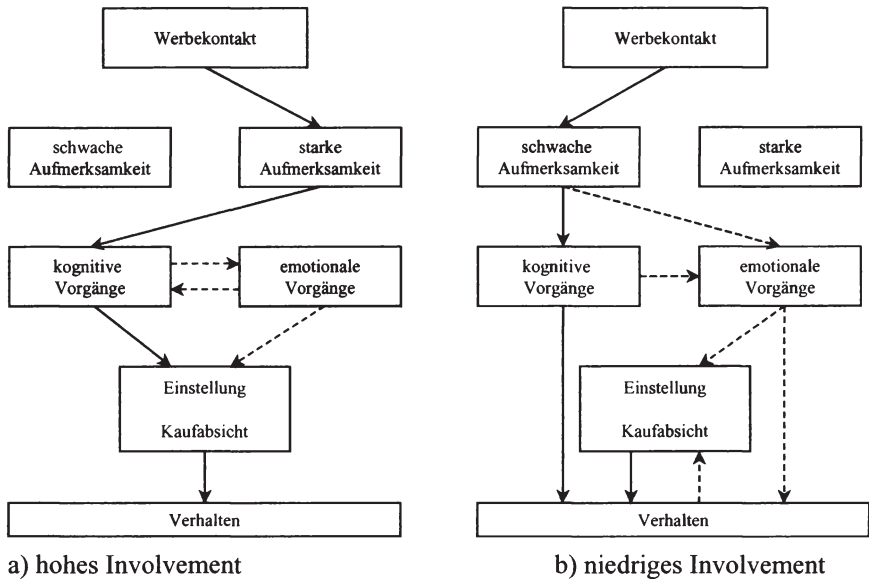 Werbekontakt
schwache
Aufmerksamkeit
starke
Aufmerksamkeit
kognitive
Vorgänge
emotionale
Vorgänge
Einstellung
Kaufabsicht
Verhalten
a) hohes Involvement
Werbekontakt
schwache
Aufmerksamkeit
starke
Aufmerksamkeit
kognitive
Vorgänge
emotionale
Vorgänge
Einstellung
Kaufabsicht
Verhalten
b) niedriges Involvement